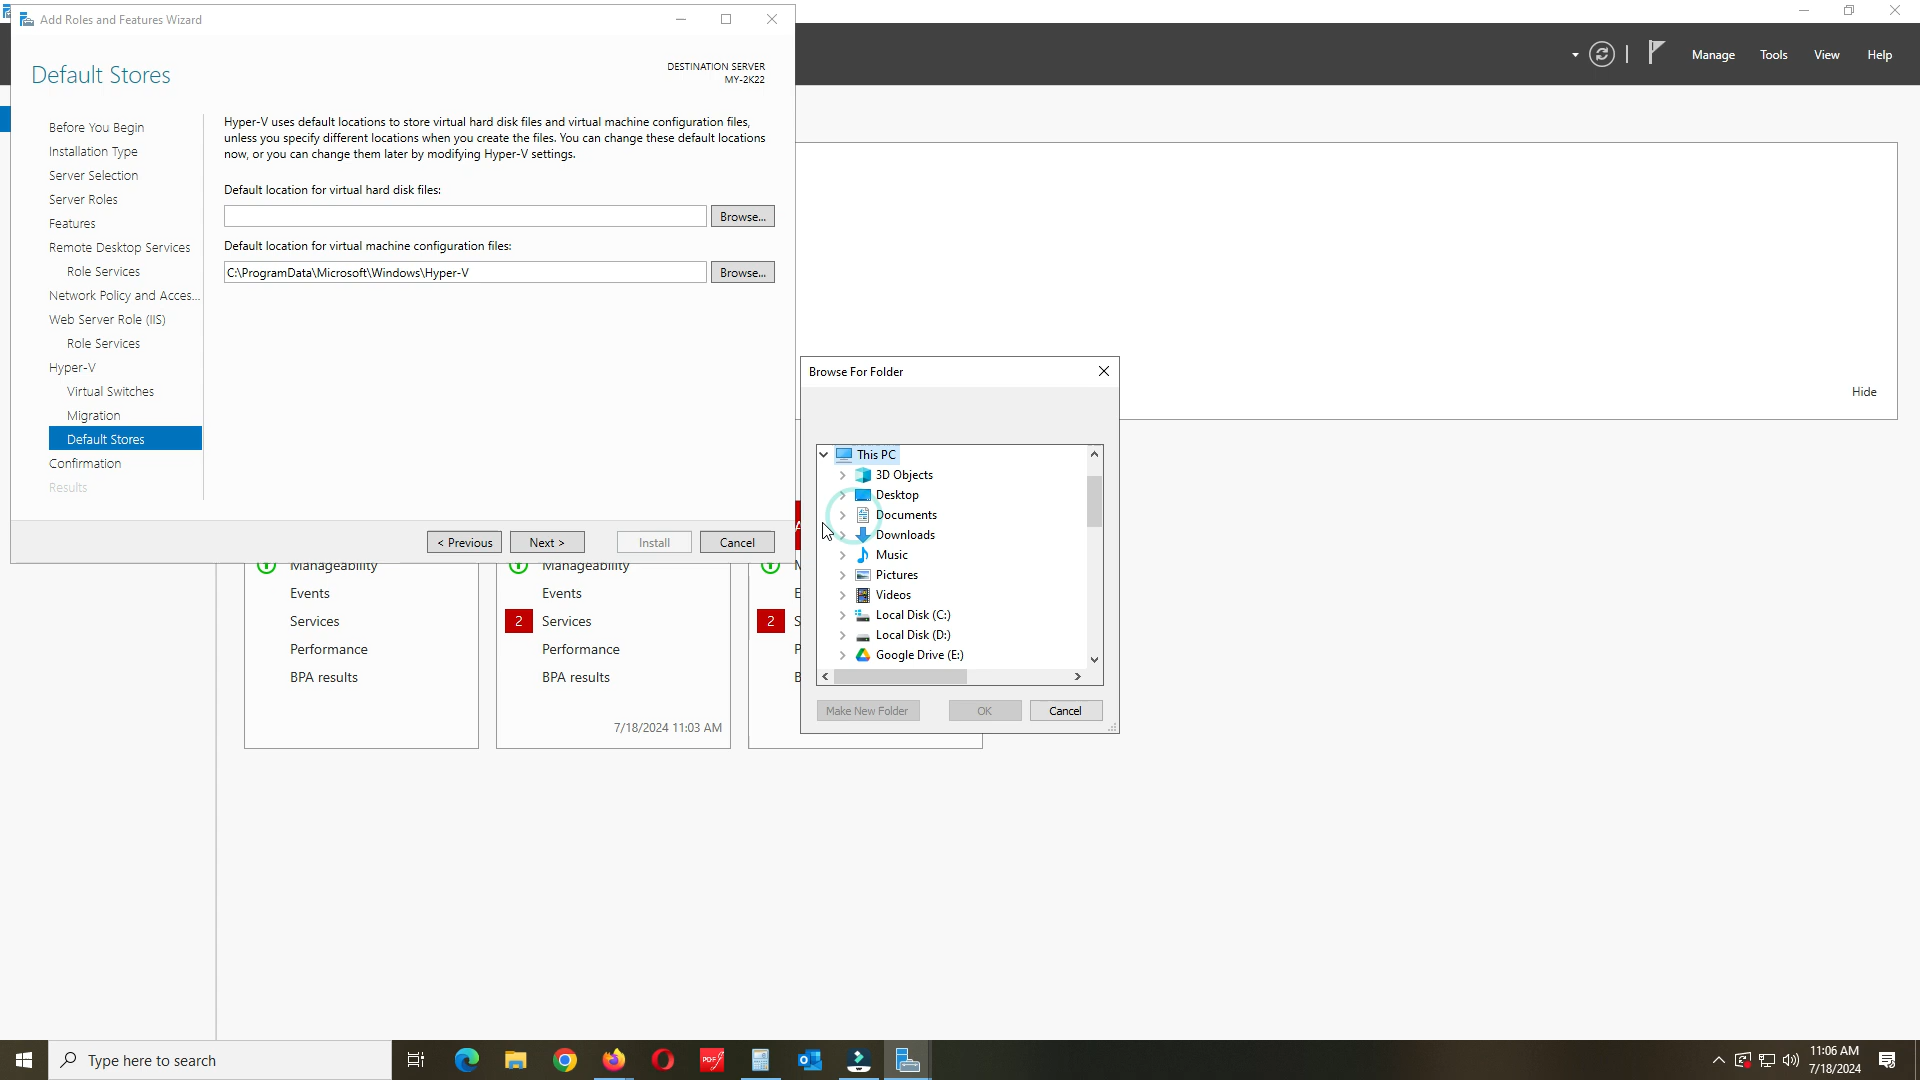 Add Roles and Features Wizard
Default Stores
DESTINATION SERVER
MY-2K22
Manage
Tools
View
Help
Before You Begin
Installation Type
Server Selection
Server Roles
Features
Remote Desktop Services
Role Services
Network Policy and Acces...
Web Server Role (IIS)
Role Services
Hyper-V
Virtual Switches
Migration
Default Stores
Confirmation
Results
Hyper-V uses default locations to store virtual hard disk files and virtual machine configuration files,
unless you specify different locations when you create the files. You can change these default locations
now, or you can change them later by modifying Hyper-V settings.
Default location for virtual hard disk files:
Browse...
Default location for virtual machine configuration files:
C:\ProgramData\Microsoft\Windows\Hyper-V
Browse...
< Previous
Next >
Install
Cancel
Hide
Browse For Folder
This PC
3D Objects
Desktop
Documents
Downloads
Music
Pictures
Videos
Local Disk (C:)
Local Disk (D:)
Google Drive (E:)
Make New Folder
OK
Cancel
Manageability
Events
Services
Performance
BPA results
Manageability
Events
2 Services
Performance
BPA results
7/18/2024 11:03 AM
2
Type here to search
11:06 AM
7/18/2024